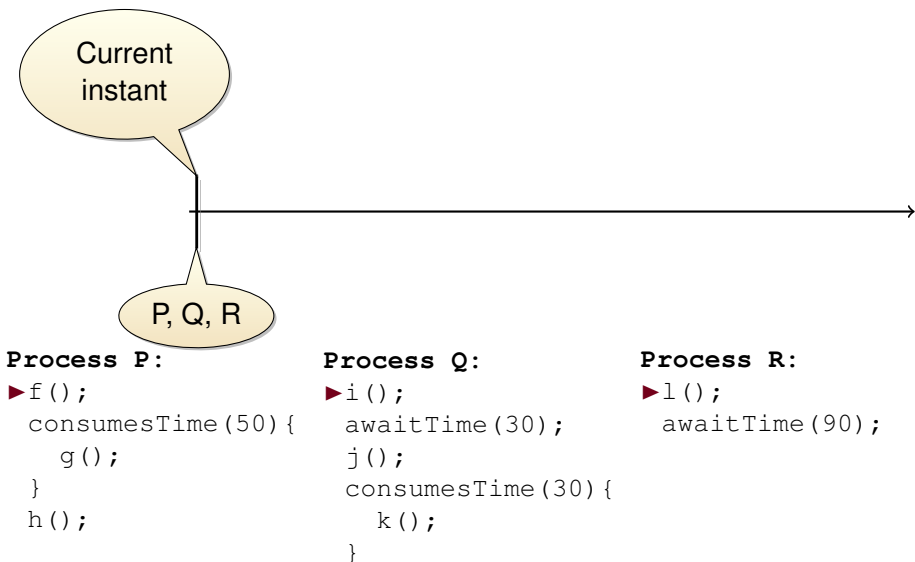 Current
instant
P, Q, R
Process P:
▶f();
consumesTime(50){
g();
}
h();
Process Q:
▶i();
awaitTime(30);
j();
consumesTime(30){
k();
}
Process R:
▶l();
awaitTime(90);